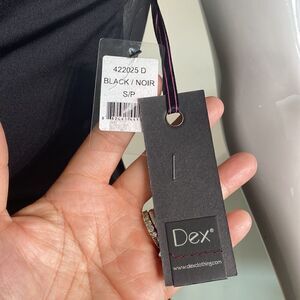 422025 D
BLACK / NOIR
S/P
Dex®
www.dexclothing.com